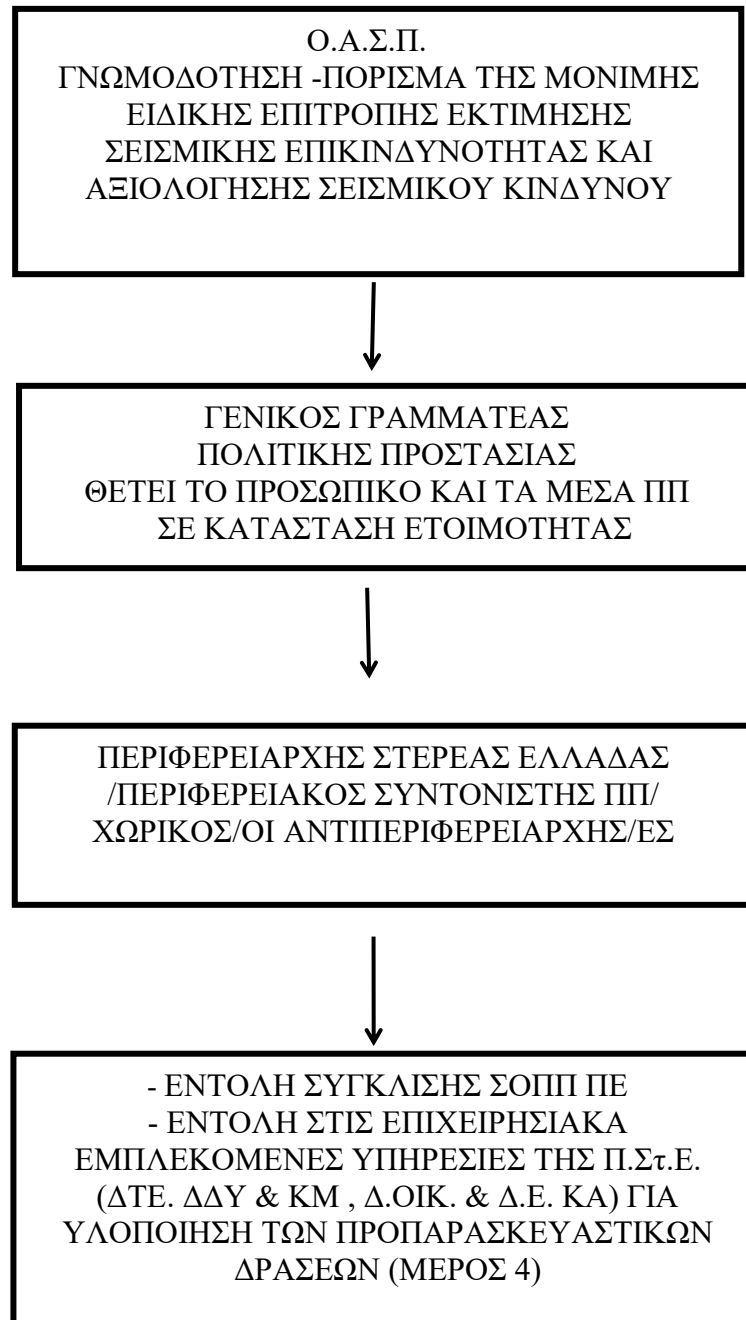 Ο.Α.Σ.Π.
ΓΝΩΜΟΔΟΤΗΣΗ -ΠΟΡΙΣΜΑ ΤΗΣ ΜΟΝΙΜΗΣ
ΕΙΔΙΚΗΣ ΕΠΙΤΡΟΠΗΣ ΕΚΤΙΜΗΣΗΣ
ΣΕΙΣΜΙΚΗΣ ΕΠΙΚΙΝΔΥΝΟΤΗΤΑΣ ΚΑΙ
ΑΞΙΟΛΟΓΗΣΗΣ ΣΕΙΣΜΙΚΟΥ ΚΙΝΔΥΝΟΥ
ΓΕΝΙΚΟΣ ΓΡΑΜΜΑΤΕΑΣ
ΠΟΛΙΤΙΚΗΣ ΠΡΟΣΤΑΣΙΑΣ
ΘΕΤΕΙ ΤΟ ΠΡΟΣΩΠΙΚΟ ΚΑΙ ΤΑ ΜΕΣΑ ΠΠ
ΣΕ ΚΑΤΑΣΤΑΣΗ ΕΤΟΙΜΟΤΗΤΑΣ
ΠΕΡΙΦΕΡΕΙΑΡΧΗΣ ΣΤΕΡΕΑΣ ΕΛΛΑΔΑΣ
/ΠΕΡΙΦΕΡΕΙΑΚΟΣ ΣΥΝΤΟΝΙΣΤΗΣ ΠΠ/
ΧΩΡΙΚΟΣ/ΟΙ ΑΝΤΙΠΕΡΙΦΕΡΕΙΑΡΧΗΣ/ΕΣ
- ΕΝΤΟΛΗ ΣΥΓΚΛΙΣΗΣ ΣΟΠΠ ΠΕ
- ΕΝΤΟΛΗ ΣΤΙΣ ΕΠΙΧΕΙΡΗΣΙΑΚΑ
ΕΜΠΛΕΚΟΜΕΝΕΣ ΥΠΗΡΕΣΙΕΣ ΤΗΣ Π.Στ.Ε.
(ΔΤΕ. ΔΔΥ & ΚΜ , Δ.ΟΙΚ. & Δ.Ε. ΚΑ) ΓΙΑ
ΥΛΟΠΟΙΗΣΗ ΤΩΝ ΠΡΟΠΑΡΑΣΚΕΥΑΣΤΙΚΩΝ
ΔΡΑΣΕΩΝ (ΜΕΡΟΣ 4)